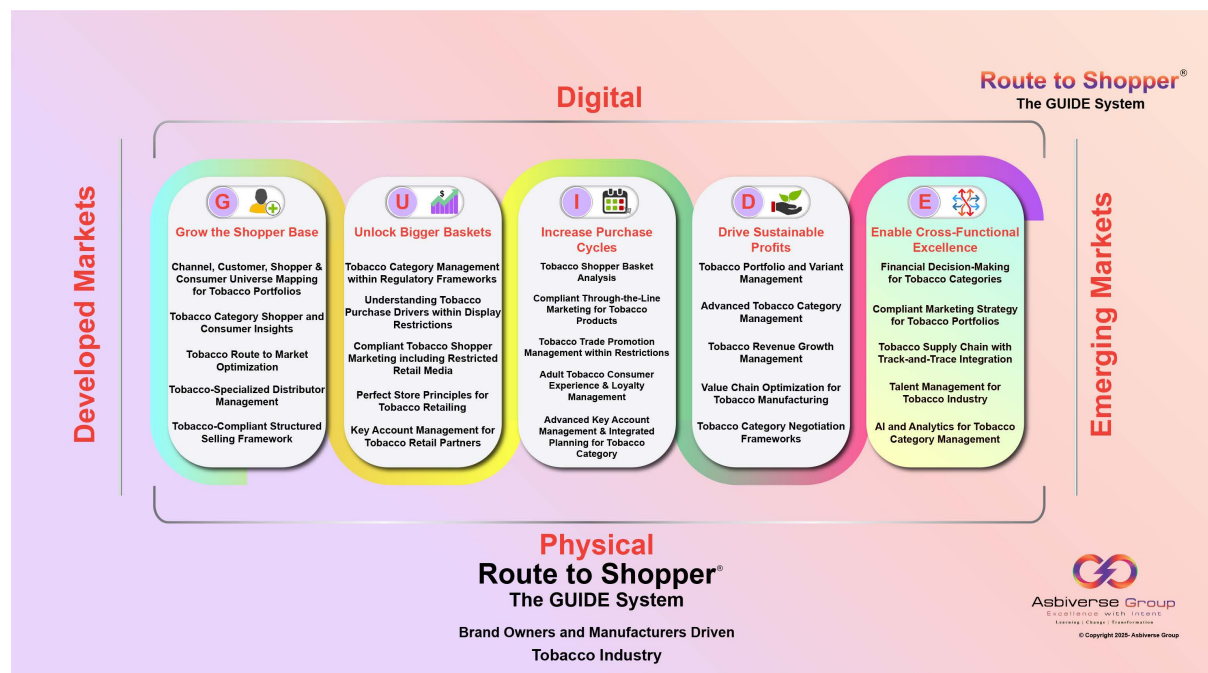 Route to Shopper®
The GUIDE System
Digital
Developed Markets
Emerging Markets
G
Grow the Shopper Base
Channel, Customer, Shopper &
Consumer Universe Mapping
for Tobacco Portfolios
Tobacco Category Shopper and
Consumer Insights
Tobacco Route to Market
Optimization
Tobacco-Specialized Distributor
Management
Tobacco-Compliant Structured
Selling Framework
U
$
Unlock Bigger Baskets
Tobacco Category Management
within Regulatory Frameworks
Understanding Tobacco
Purchase Drivers within Display
Restrictions
Compliant Tobacco Shopper
Marketing including Restricted
Retail Media
Perfect Store Principles for
Tobacco Retailing
Key Account Management for
Tobacco Retail Partners
I
Increase Purchase
Cycles
Tobacco Shopper Basket
Analysis
Compliant Through-the-Line
Marketing for Tobacco
Products
Tobacco Trade Promotion
Management within Restrictions
Adult Tobacco Consumer
Experience & Loyalty
Management
Advanced Key Account
Management & Integrated
Planning for Tobacco
Category
D
Drive Sustainable
Profits
Tobacco Portfolio and Variant
Management
Advanced Tobacco Category
Management
Tobacco Revenue Growth
Management
Value Chain Optimization for
Tobacco Manufacturing
Tobacco Category Negotiation
Frameworks
E
Enable Cross-Functional
Excellence
Financial Decision-Making
for Tobacco Categories
Compliant Marketing Strategy
for Tobacco Portfolios
Tobacco Supply Chain with
Track-and-Trace Integration
Talent Management for
Tobacco Industry
AI and Analytics for Tobacco
Category Management
Physical
Route to Shopper®
The GUIDE System
Brand Owners and Manufacturers Driven
Tobacco Industry
Asbiverse Group
Excellence with Intent
Learning | Change | Transformation
© Copyright 2025- Asbiverse Group